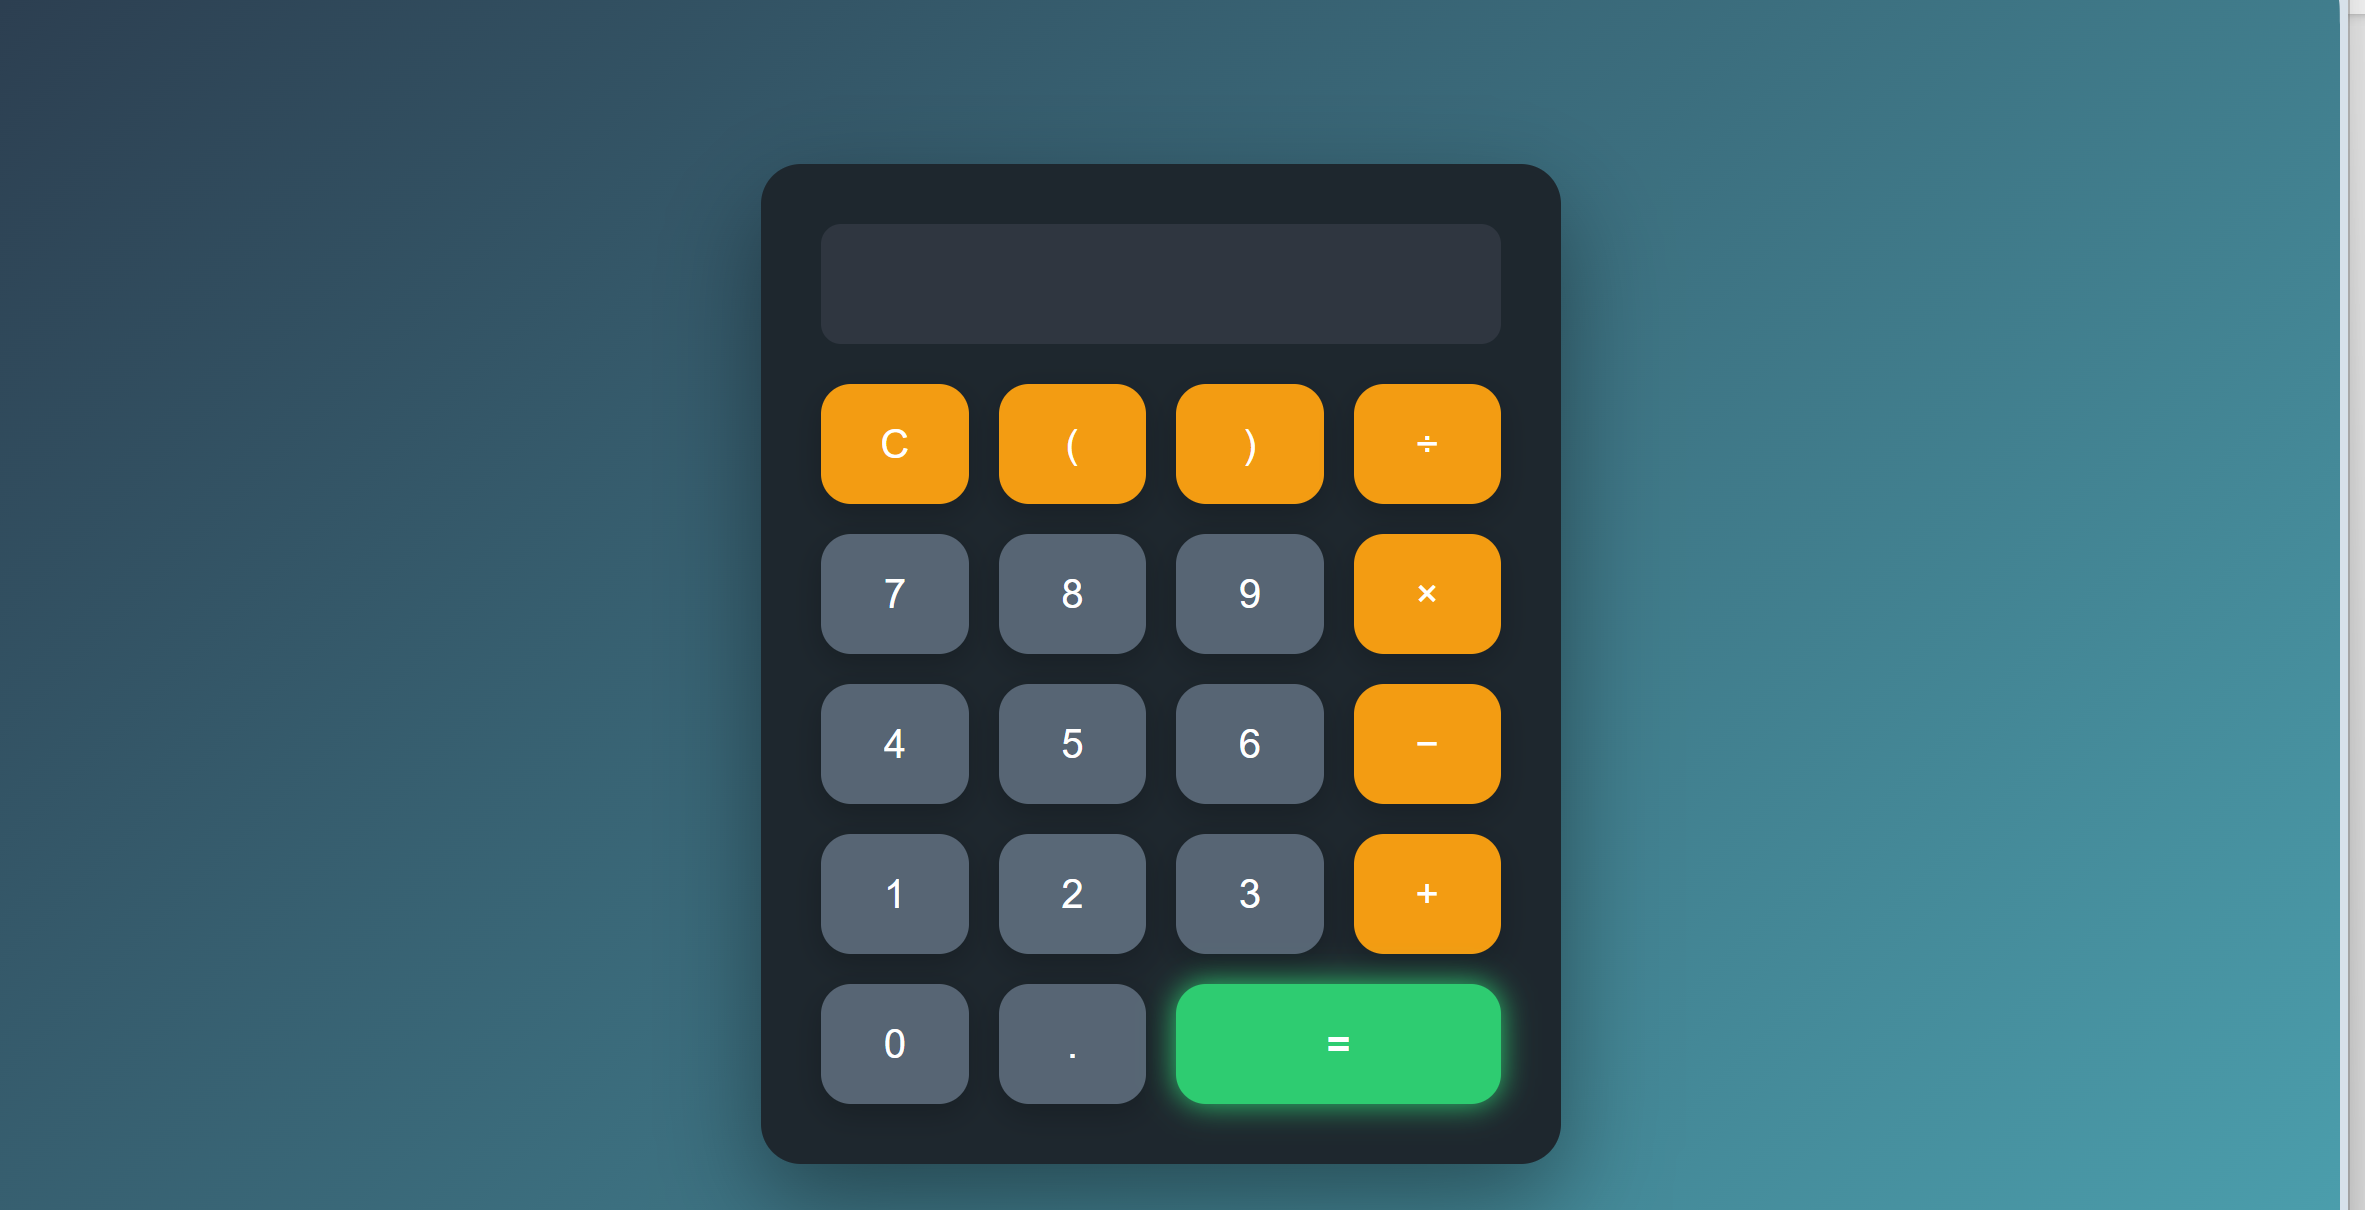 C ( ) ÷
7 8 9 ×
4 5 6 −
1 2 3 +
0 . =